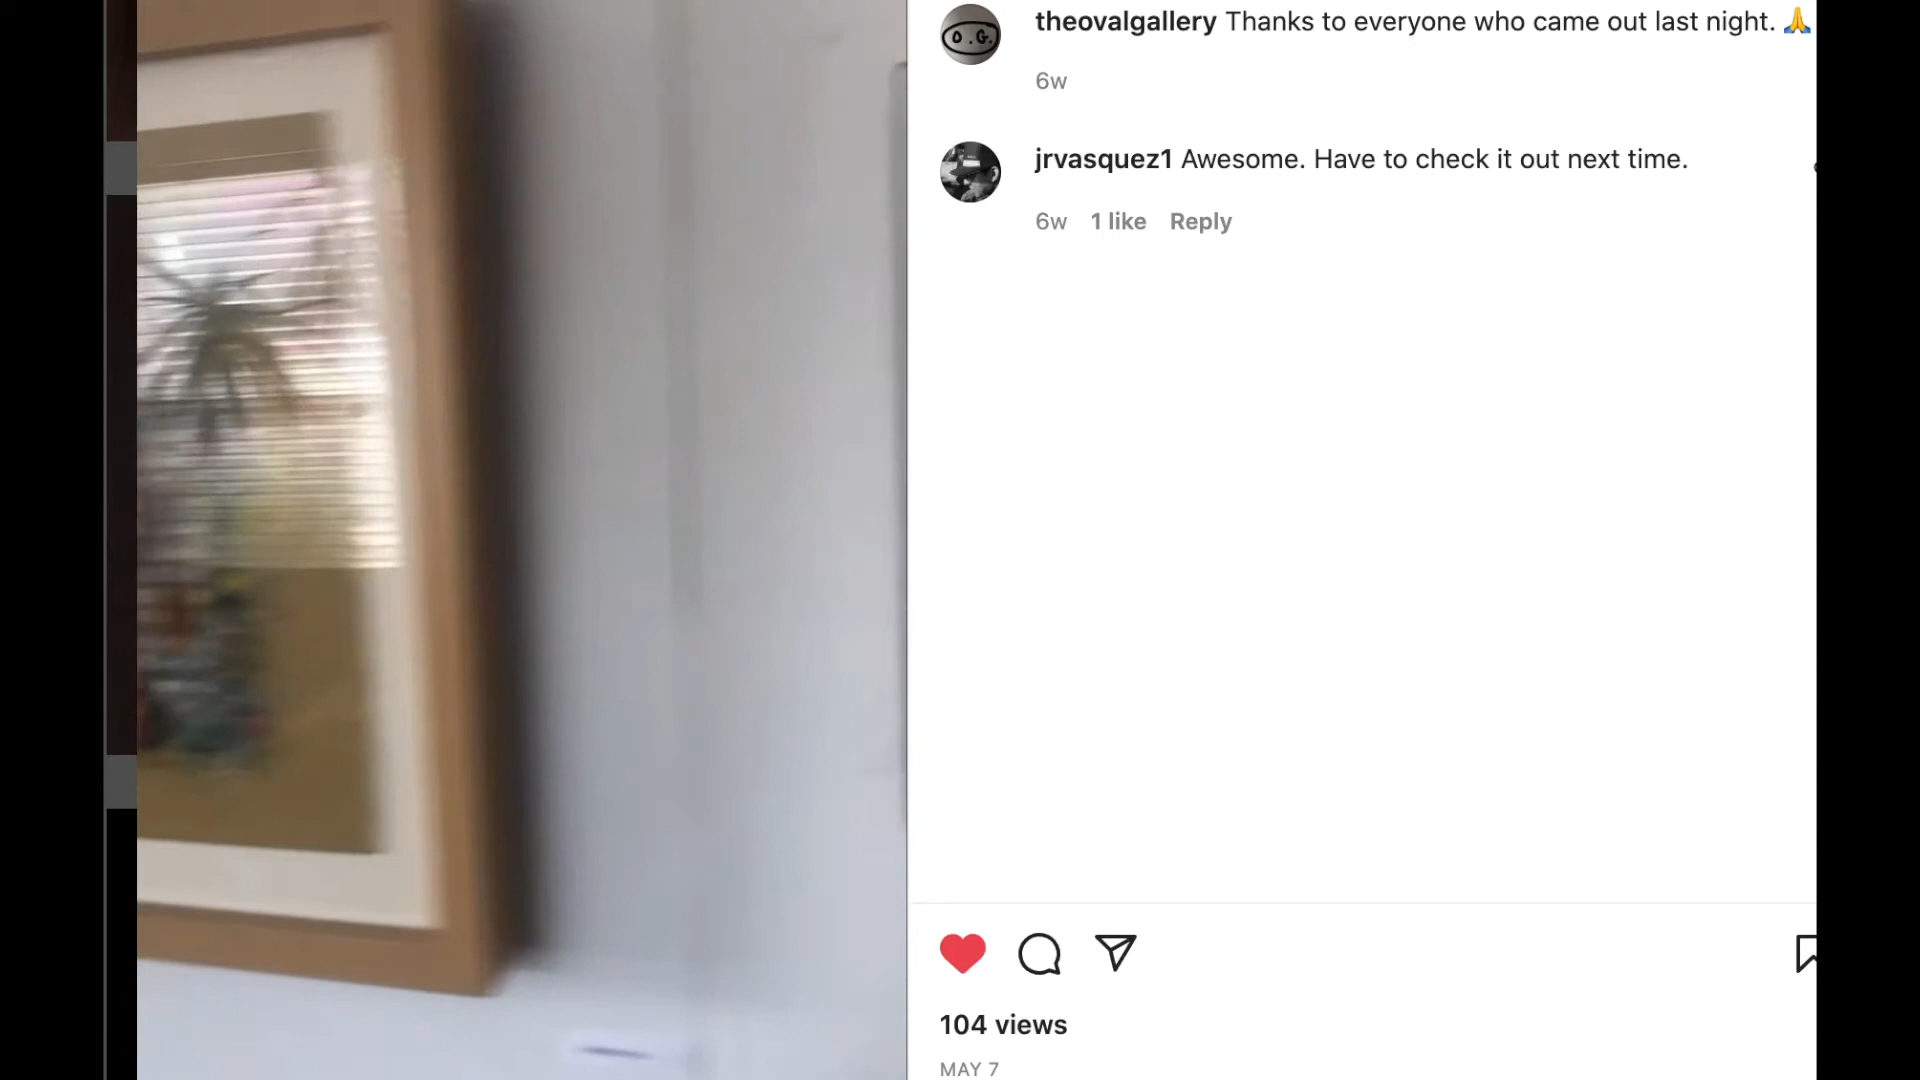 O.G.
theovalgallery Thanks to everyone who came out last night. 🙏
6w
jrvasquez1 Awesome. Have to check it out next time.
6w 1 like Reply
104 views
MAY 7